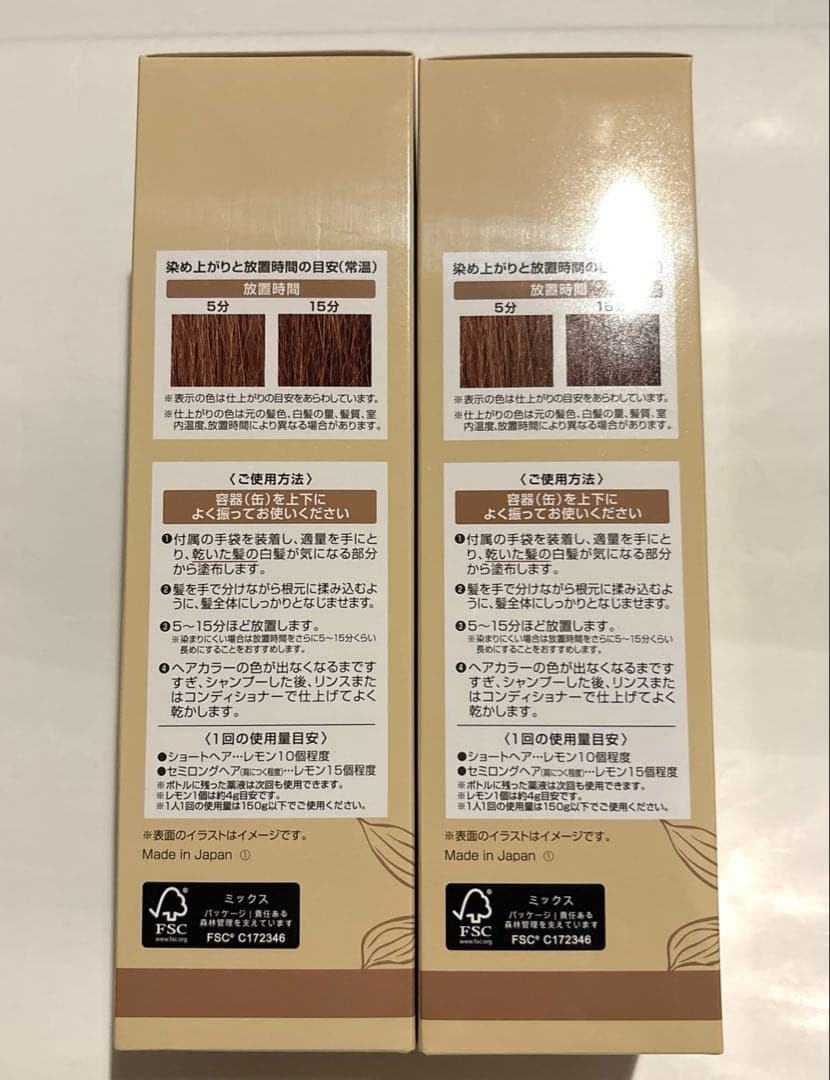 染め上がりと放置時間の目安(常温)
放置時間
5分 15分
※表示の色は仕上がりの目安をあらわしています。
※仕上がりの色は元の髪色、白髪の量、髪質、室
内温度、放置時間により異なる場合があります。
〈ご使用方法〉
容器(缶)を上下に
よく振ってお使いください
❶付属の手袋を装着し、適量を手にと
り、乾いた髪の白髪が気になる部分
から塗布します。
❷髪を手で分けながら根元に揉み込むよ
うに、髪全体にしっかりとなじませます。
❸5〜15分ほど放置します。
※染まりにくい場合は放置時間をさらに5〜15分くらい
長めにすることをおすすめします。
❹ヘアカラーの色が出なくなるまです
すぎ、シャンプーした後、リンスまた
はコンディショナーで仕上げてよく
乾かします。
〈1回の使用量目安〉
●ショートヘア…レモン10個程度
●セミロングヘア(肩につく程度)…レモン15個程度
※ボトルに残った薬液は次回も使用できます。
※レモン1個は約4g目安です。
※1人1回の使用量は150g以下でご使用ください。
※表面のイラストはイメージです。
Made in Japan ①
FSC
www.fsc.org
ミックス
パッケージ|責任ある
森林管理を支えています
FSC® C172346
染め上がりと放置時間の
放置時間
5分
※表示の色は仕上がりの目安をあらわしています。
※仕上がりの色は元の髪色、白髪の量、髪質、室
内温度、放置時間により異なる場合があります。
〈ご使用方法〉
容器(缶)を上下に
よく振ってお使いください
❶付属の手袋を装着し、適量を手にと
り、乾いた髪の白髪が気になる部分
から塗布します。
❷髪を手で分けながら根元に揉み込むよ
うに、髪全体にしっかりとなじませます。
❸5〜15分ほど放置します。
※染まりにくい場合は放置時間をさらに5〜15分くらい
長めにすることをおすすめします。
❹ヘアカラーの色が出なくなるまです
すぎ、シャンプーした後、リンスまた
はコンディショナーで仕上げてよく
乾かします。
〈1回の使用量目安〉
●ショートヘア…レモン10個程度
●セミロングヘア(肩につく程度)…レモン15個程度
※ボトルに残った薬液は次回も使用できます。
※レモン1個は約4g目安です。
※1人1回の使用量は150g以下でご使用ください。
※表面のイラストはイメージです。
Made in Japan ①
FSC
www.fsc.org
ミックス
パッケージ|責任ある
森林管理を支えています
FSC® C172346